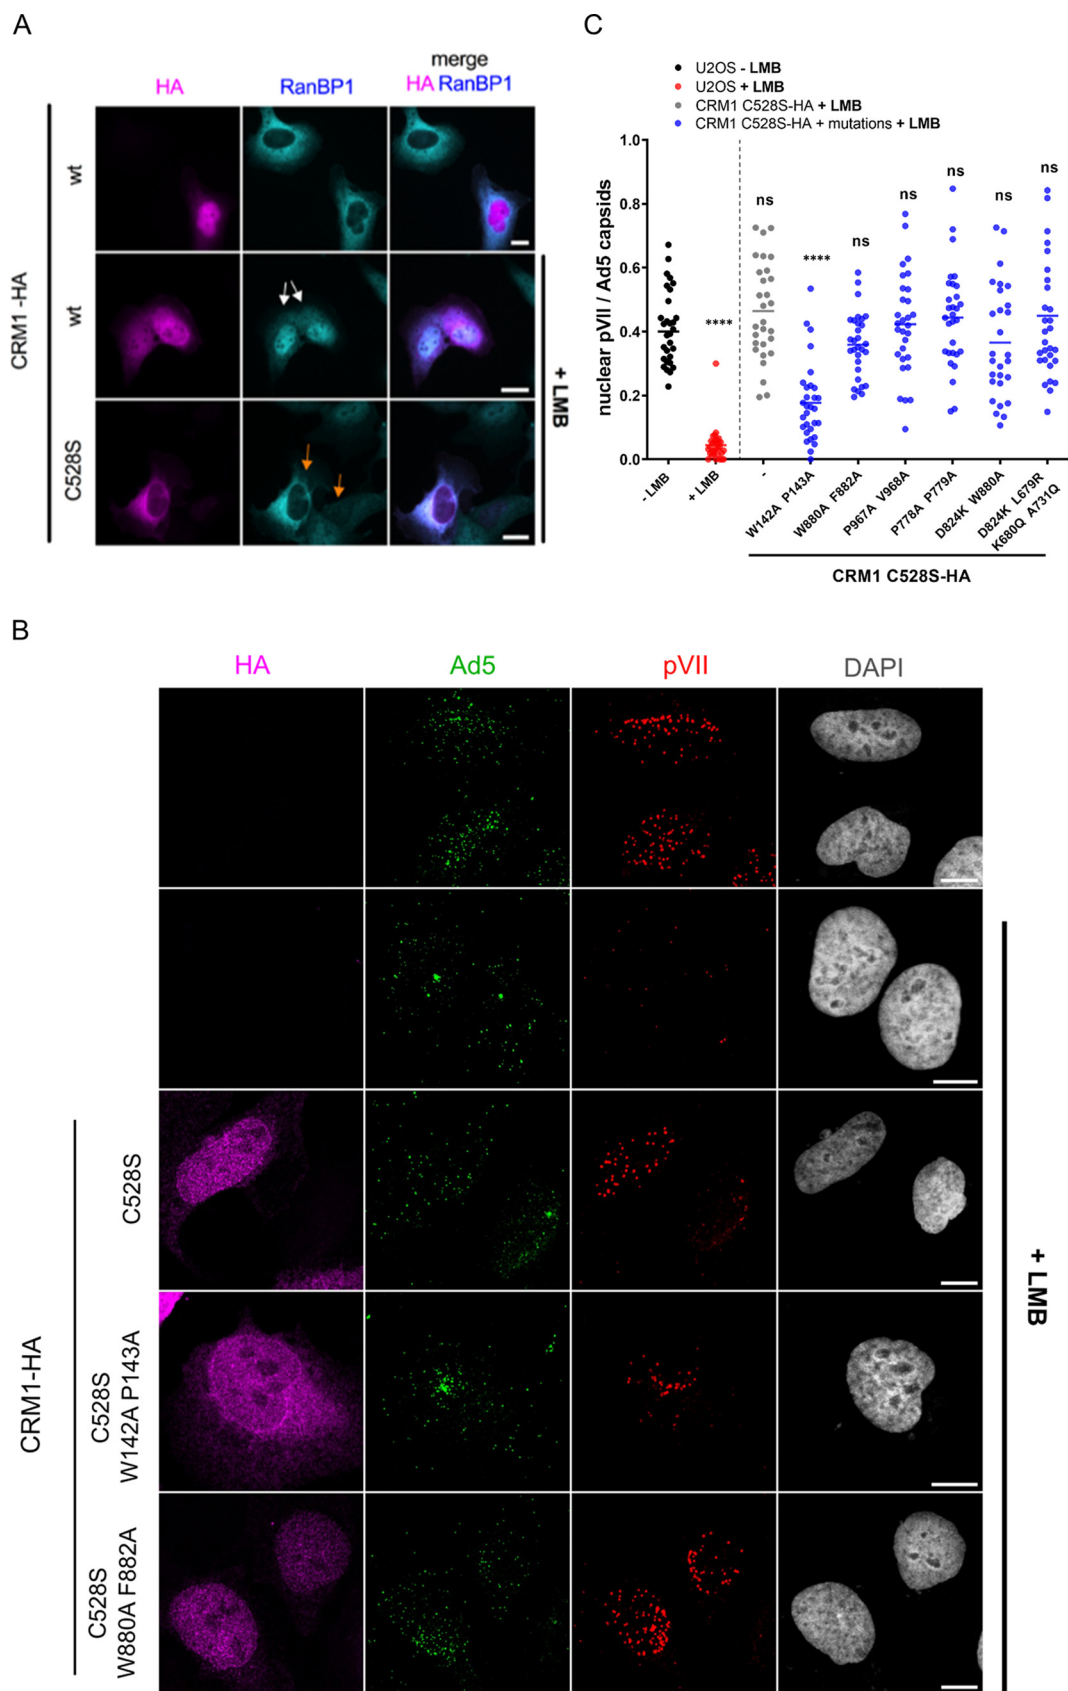 A
HA
RanBP1
merge
HA RanBP1
CRM1 -HA
wt
wt
C528S
+ LMB
C
U2OS - LMB
U2OS + LMB
CRM1 C528S-HA + LMB
CRM1 C528S-HA + mutations + LMB
nuclear pVII / Ad5 capsids
1.0
0.8
0.6
0.4
0.2
0.0
****
ns
****
ns
ns
ns
ns
ns
- LMB
+ LMB
-
W142A P143A
W880A F882A
P967A V968A
P778A P779A
D824K W880A
D824K L679R
K680Q A731Q
CRM1 C528S-HA
B
HA
Ad5
pVII
DAPI
CRM1-HA
C528S
C528S
W142A P143A
C528S
W880A F882A
+ LMB